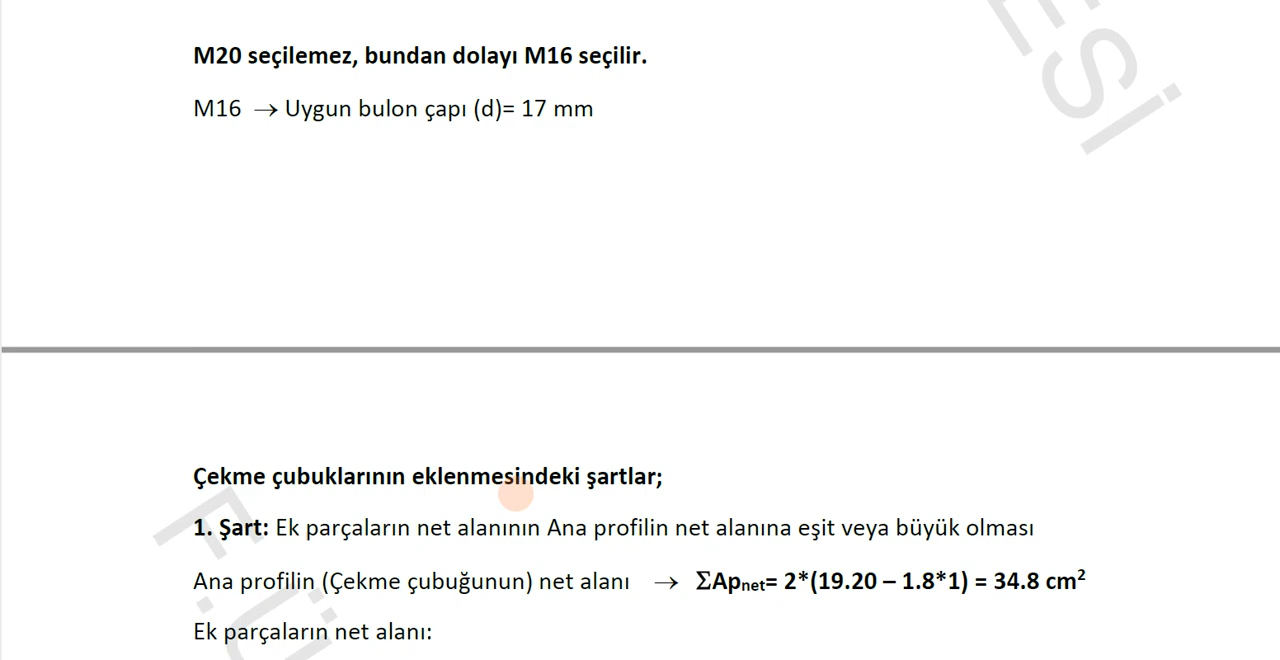 M20 seçilemez, bundan dolayı M16 seçilir.
M16 → Uygun bulon çapı (d)= 17 mm
Çekme çubuklarının eklenmesindeki şartlar;
1. Şart: Ek parçaların net alanının Ana profilin net alanına eşit veya büyük olması
Ana profilin (Çekme çubuğunun) net alanı → ΣApnet= 2*(19.20 – 1.8*1) = 34.8 cm²
Ek parçaların net alanı: